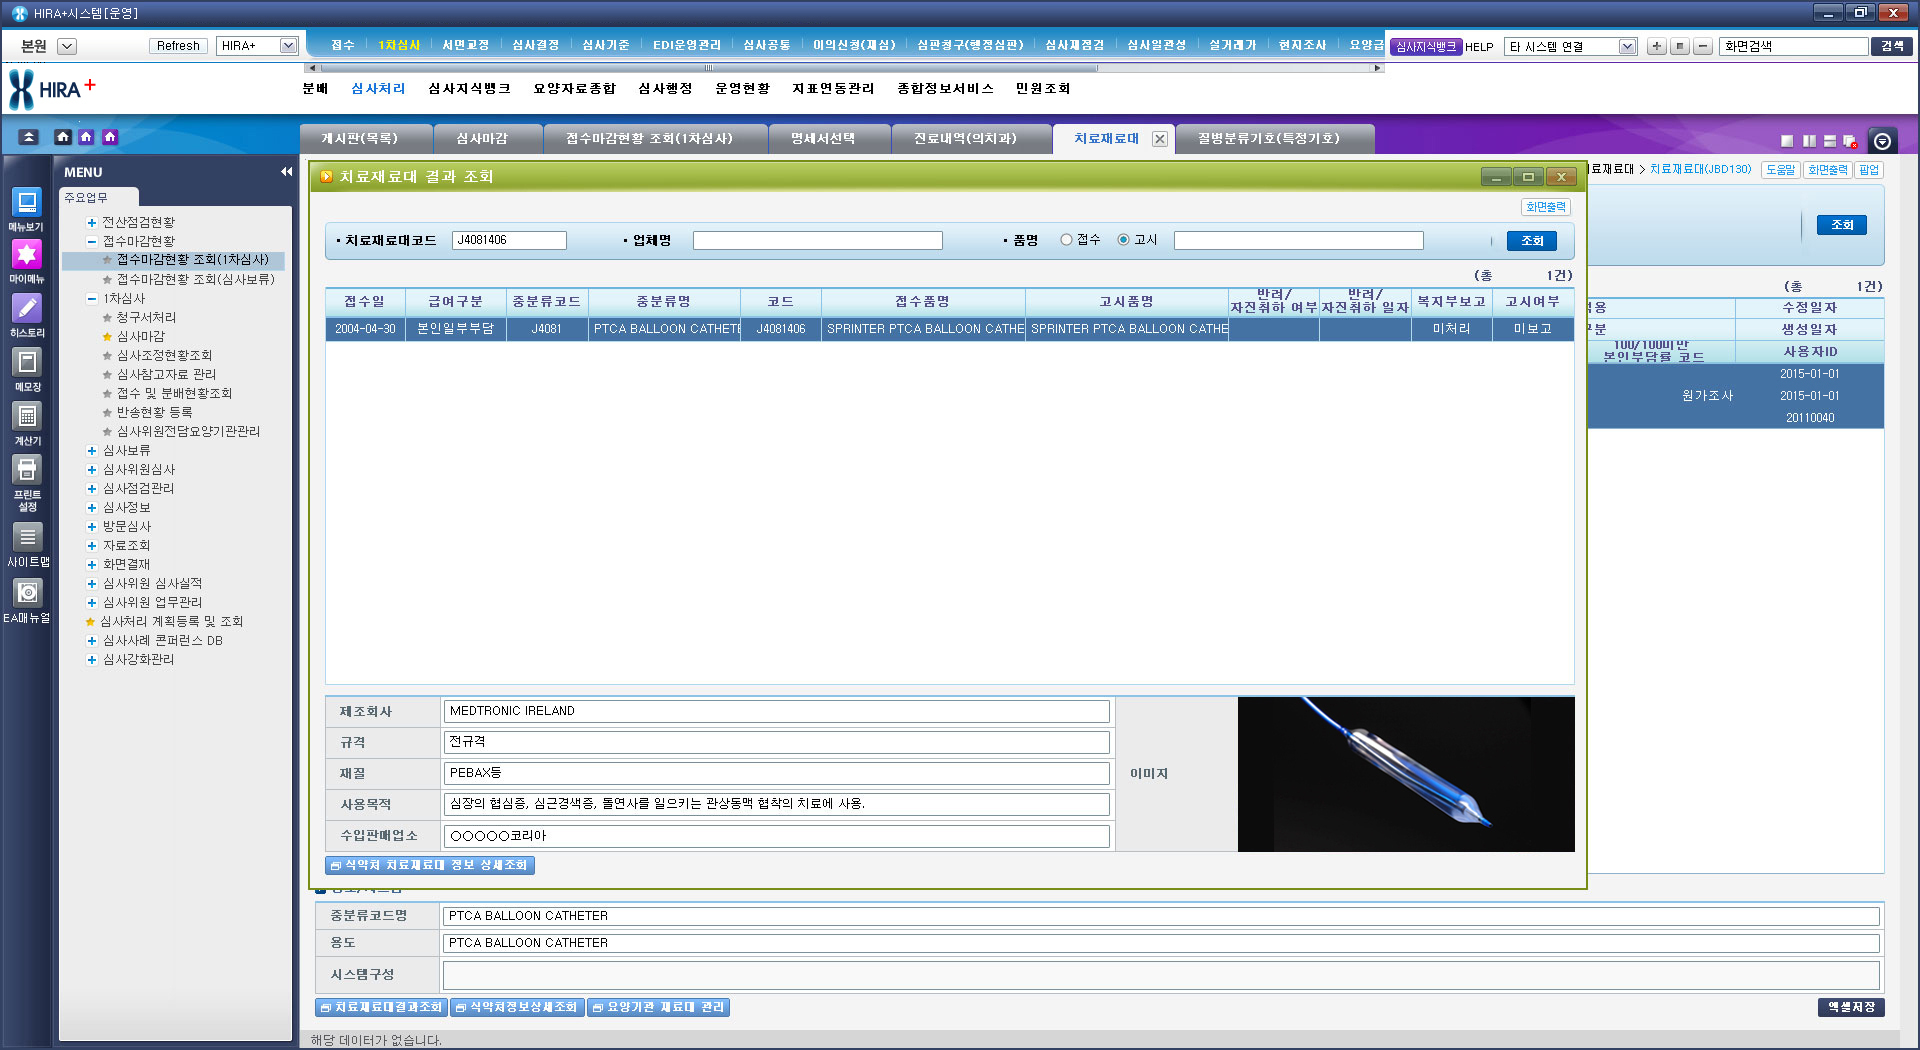 HIRA+시스템[운영]
본원 Refresh HIRA+ 접수 1차심사 서면교정 심사결정 심사기준 EDI운영관리 심사공통 이의신청(재심) 심판청구(행정심판) 심사재점검 심사일관성 실거래가 현지조사 요양급 심사지식뱅크 HELP 타 시스템 연결 화면검색 검색
HIRA+
분배 심사처리 심사지식뱅크 요양자료종합 심사행정 운영현황 지표연동관리 종합정보서비스 민원조회
게시판(목록) 심사마감 접수마감현황 조회(1차심사) 명세서선택 진료내역(의치과) 치료재료대 질병분류기호(특정기호)
MENU
주요업무
메뉴보기
마이메뉴
히스토리
메모장
계산기
프린트
설정
사이트맵
EA매뉴얼
전산점검현황
접수마감현황
접수마감현황 조회(1차심사)
접수마감현황 조회(심사보류)
1차심사
청구서처리
심사마감
심사조정현황조회
심사참고자료 관리
접수 및 분배현황조회
반송현황 등록
심사위원전담요양기관관리
심사보류
심사위원심사
심사점검관리
심사정보
방문심사
자료조회
화면결재
심사위원 심사실적
심사위원 업무관리
심사처리 계획등록 및 조회
심사사례 콘퍼런스 DB
심사강화관리
료재료대 > 치료재료대(JBD130) 도움말 화면출력 팝업
조회
(총 1건)
수정일자
생성일자
100/100미만
본인부담률 코드 사용자ID
2015-01-01
원가조사 2015-01-01
20110040
치료재료대 결과 조회
화면출력
치료재료대코드 J4081406 업체명 품명 접수 고시 조회
(총 1건)
접수일 급여구분 중분류코드 중분류명 코드 접수품명 고시품명 반려/자진취하 여부 반려/자진취하 일자 복지부보고 고시여부
2004-04-30 본인일부부담 J4081 PTCA BALLOON CATHETE J4081406 SPRINTER PTCA BALLOON CATHE SPRINTER PTCA BALLOON CATHE 미처리 미보고
제조회사 MEDTRONIC IRELAND
규격 전규격
재질 PEBAX등
이미지
사용목적 심장의 협심증, 심근경색증, 돌연사를 일으키는 관상동맥 협착의 치료에 사용.
수입판매업소 ○○○○○코리아
식약처 치료재료대 정보 상세조회
중분류코드명 PTCA BALLOON CATHETER
용도 PTCA BALLOON CATHETER
시스템구성
치료재료대결과조회 식약처정보상세조회 요양기관 재료대 관리 엑셀저장
해당 데이터가 없습니다.